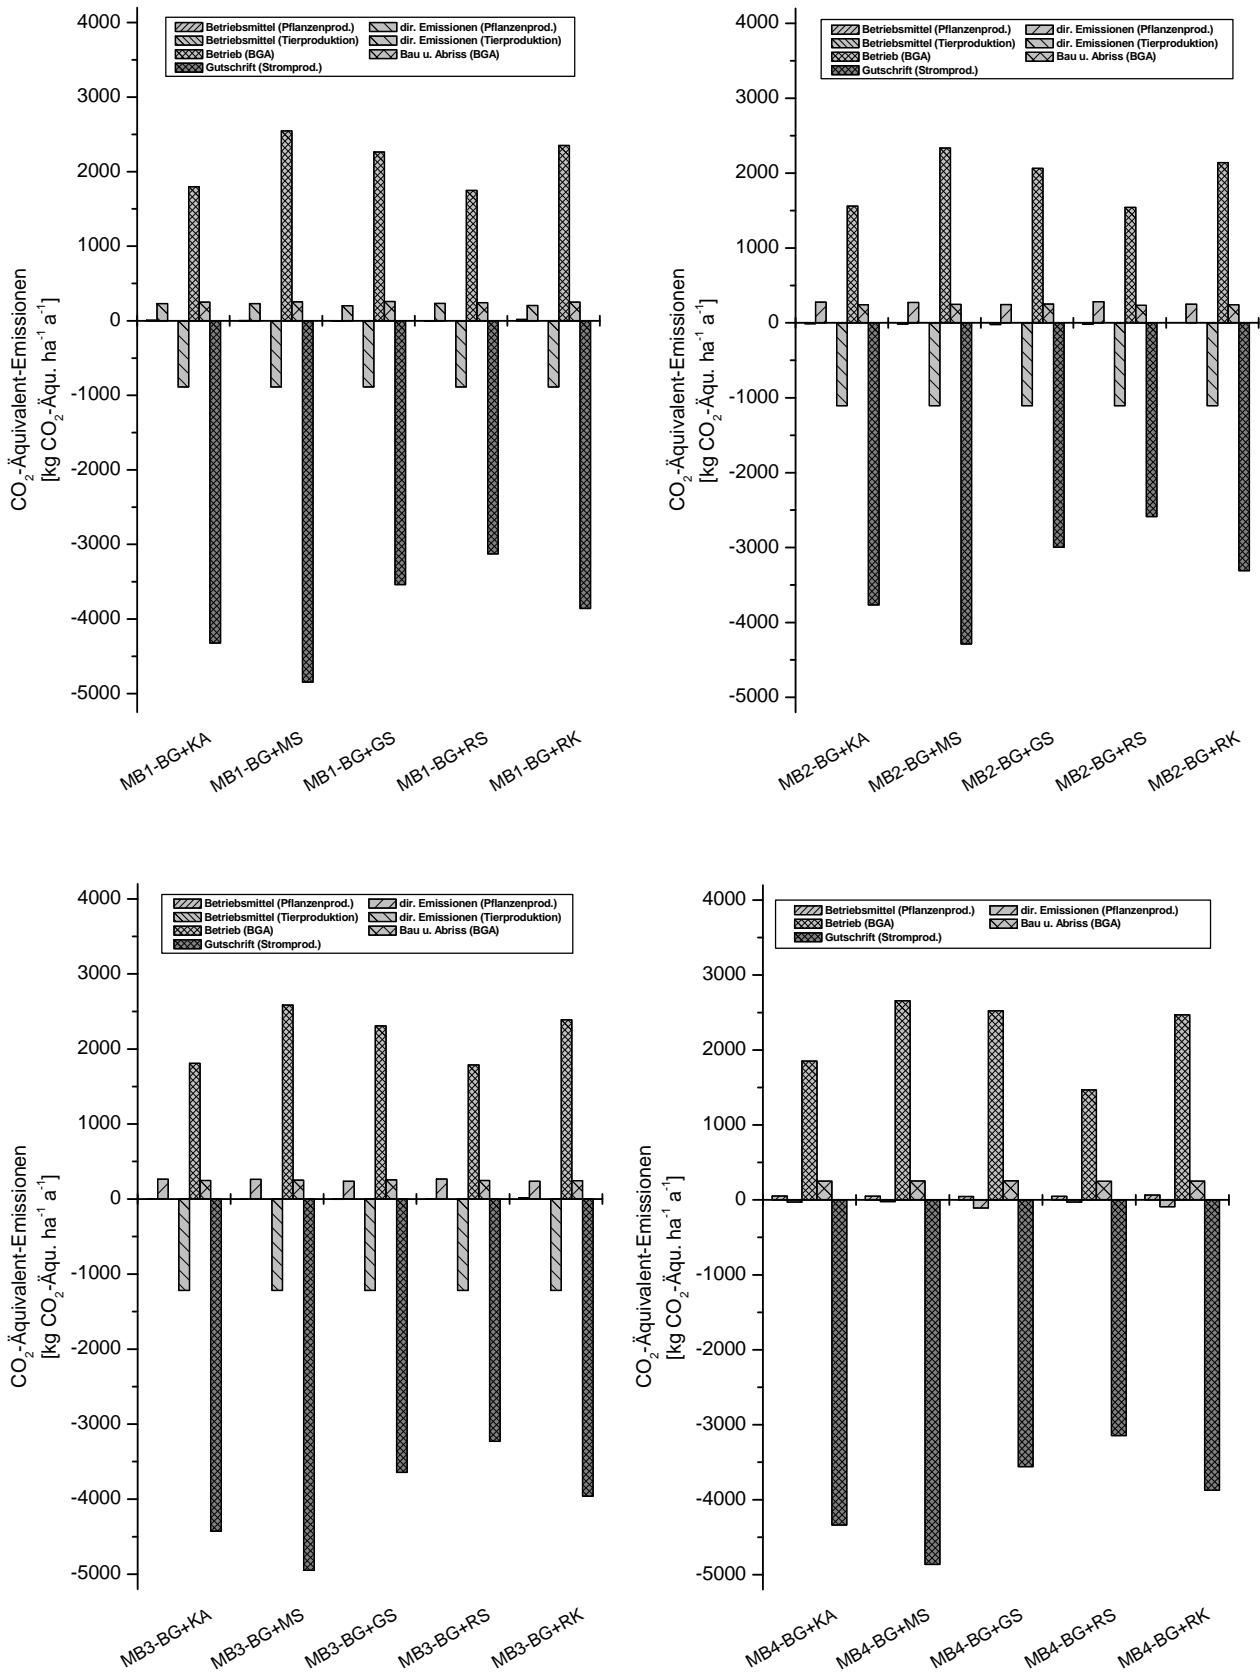 4000
3000
2000
1000
0
-1000
-2000
-3000
-4000
-5000
CO2-Äquivalent-Emissionen
[kg CO2-Äqu. ha-1 a-1]
Betriebsmittel (Pflanzenprod.) dir. Emissionen (Pflanzenprod.)
Betriebsmittel (Tierproduktion) dir. Emissionen (Tierproduktion)
Betrieb (BGA) Bau u. Abriss (BGA)
Gutschrift (Stromprod.)
MB1-BG+KA
MB1-BG+MS
MB1-BG+GS
MB1-BG+RS
MB1-BG+RK
4000
3000
2000
1000
0
-1000
-2000
-3000
-4000
-5000
CO2-Äquivalent-Emissionen
[kg CO2-Äqu. ha-1 a-1]
Betriebsmittel (Pflanzenprod.) dir. Emissionen (Pflanzenprod.)
Betriebsmittel (Tierproduktion) dir. Emissionen (Tierproduktion)
Betrieb (BGA) Bau u. Abriss (BGA)
Gutschrift (Stromprod.)
MB2-BG+KA
MB2-BG+MS
MB2-BG+GS
MB2-BG+RS
MB2-BG+RK
4000
3000
2000
1000
0
-1000
-2000
-3000
-4000
-5000
CO2-Äquivalent-Emissionen
[kg CO2-Äqu. ha-1 a-1]
Betriebsmittel (Pflanzenprod.) dir. Emissionen (Pflanzenprod.)
Betriebsmittel (Tierproduktion) dir. Emissionen (Tierproduktion)
Betrieb (BGA) Bau u. Abriss (BGA)
Gutschrift (Stromprod.)
MB3-BG+KA
MB3-BG+MS
MB3-BG+GS
MB3-BG+RS
MB3-BG+RK
4000
3000
2000
1000
0
-1000
-2000
-3000
-4000
-5000
CO2-Äquivalent-Emissionen
[kg CO2-Äqu. ha-1 a-1]
Betriebsmittel (Pflanzenprod.) dir. Emissionen (Pflanzenprod.)
Betrieb (BGA) Bau u. Abriss (BGA)
Gutschrift (Stromprod.)
MB4-BG+KA
MB4-BG+MS
MB4-BG+GS
MB4-BG+RS
MB4-BG+RK